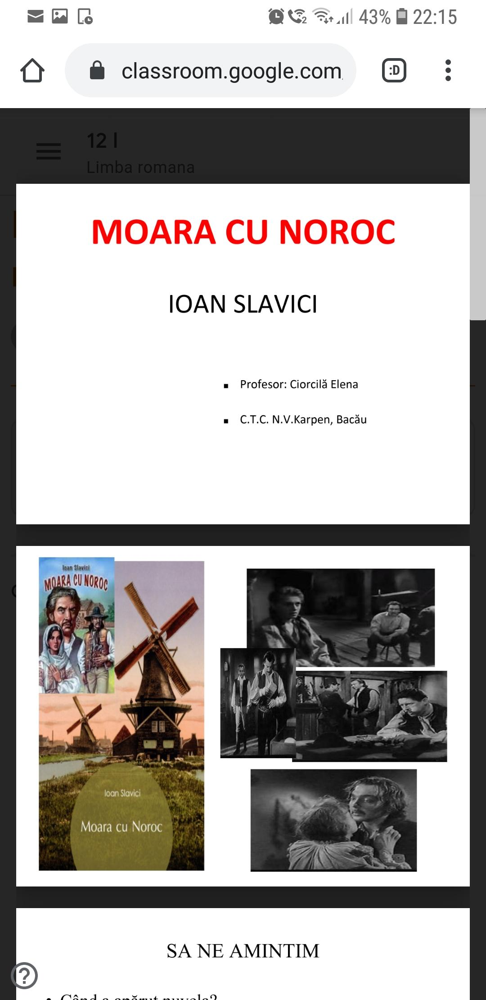 43% 22:15
classroom.google.com
:D
12 I
Limba romana
MOARA CU NOROC
IOAN SLAVICI
▪ Profesor: Ciorcilă Elena
▪ C.T.C. N.V.Karpen, Bacău
Ioan Slavici
MOARA CU NOROC
Ioan Slavici
Moara cu Noroc
SA NE AMINTIM
• Când a apărut nuvela?